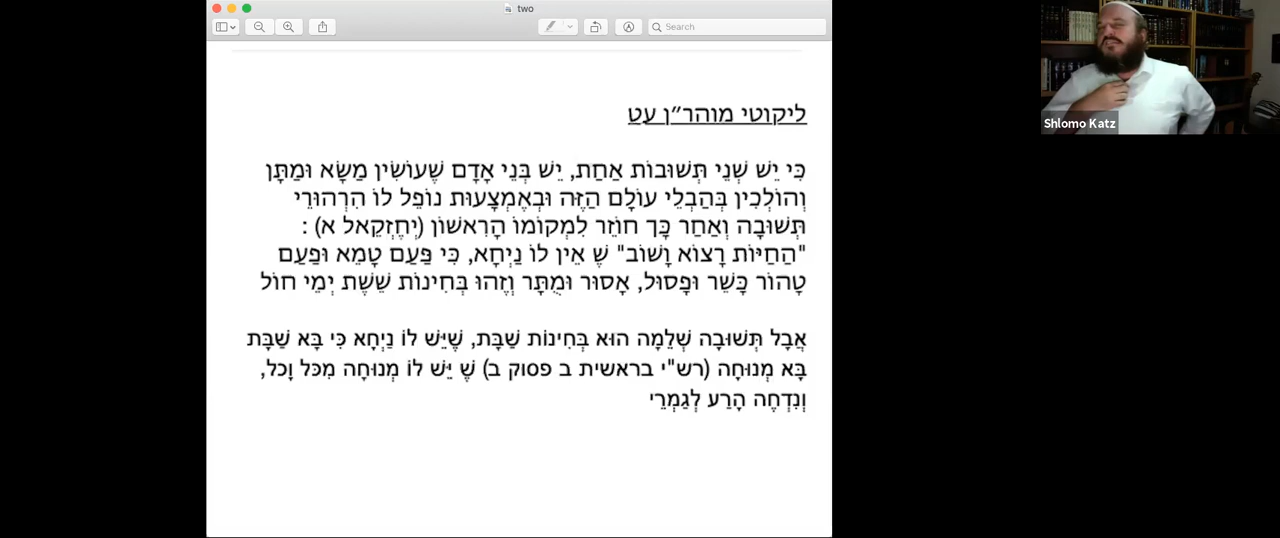 two
Search
ליקוטי מוהר״ן עט
כִּי יֵשׁ שְׁנֵי תְּשׁוּבוֹת אַחַת, יֵשׁ בְּנֵי אָדָם שֶׁעוֹשִׂין מַשָּׂא וּמַתָּן
וְהוֹלְכִין בְּהַבְלֵי עוֹלָם הַזֶּה וּבְאֶמְצָעוּת נוֹפֵל לוֹ הִרְהוּרֵי
תְּשׁוּבָה וְאַחַר כָּךְ חוֹזֵר לִמְקוֹמוֹ הָרִאשׁוֹן (יְחֶזְקֵאל א) :
"הַחַיּוֹת רָצוֹא וָשׁוֹב" שֶׁ אֵין לוֹ נַיְחָא, כִּי פַּעַם טָמֵא וּפַעַם
טָהוֹר כָּשֵׁר וּפָסוּל, אָסוּר וּמֻתָּר וְזֶהוּ בְּחִינוֹת שֵׁשֶׁת יְמֵי חוֹל
אֲבָל תְּשׁוּבָה שְׁלֵמָה הוּא בְּחִינוֹת שַׁבָּת, שֶׁיֵּשׁ לוֹ נַיְחָא כִּי בָּא שַׁבָּת
בָּא מְנוּחָה (רש"י בראשית ב פסוק ב) שֶׁ יֵּשׁ לוֹ מְנוּחָה מִכֹּל וָכֹל,
וְנִדְחֶה הָרַע לְגַמְרֵי
Shlomo Katz